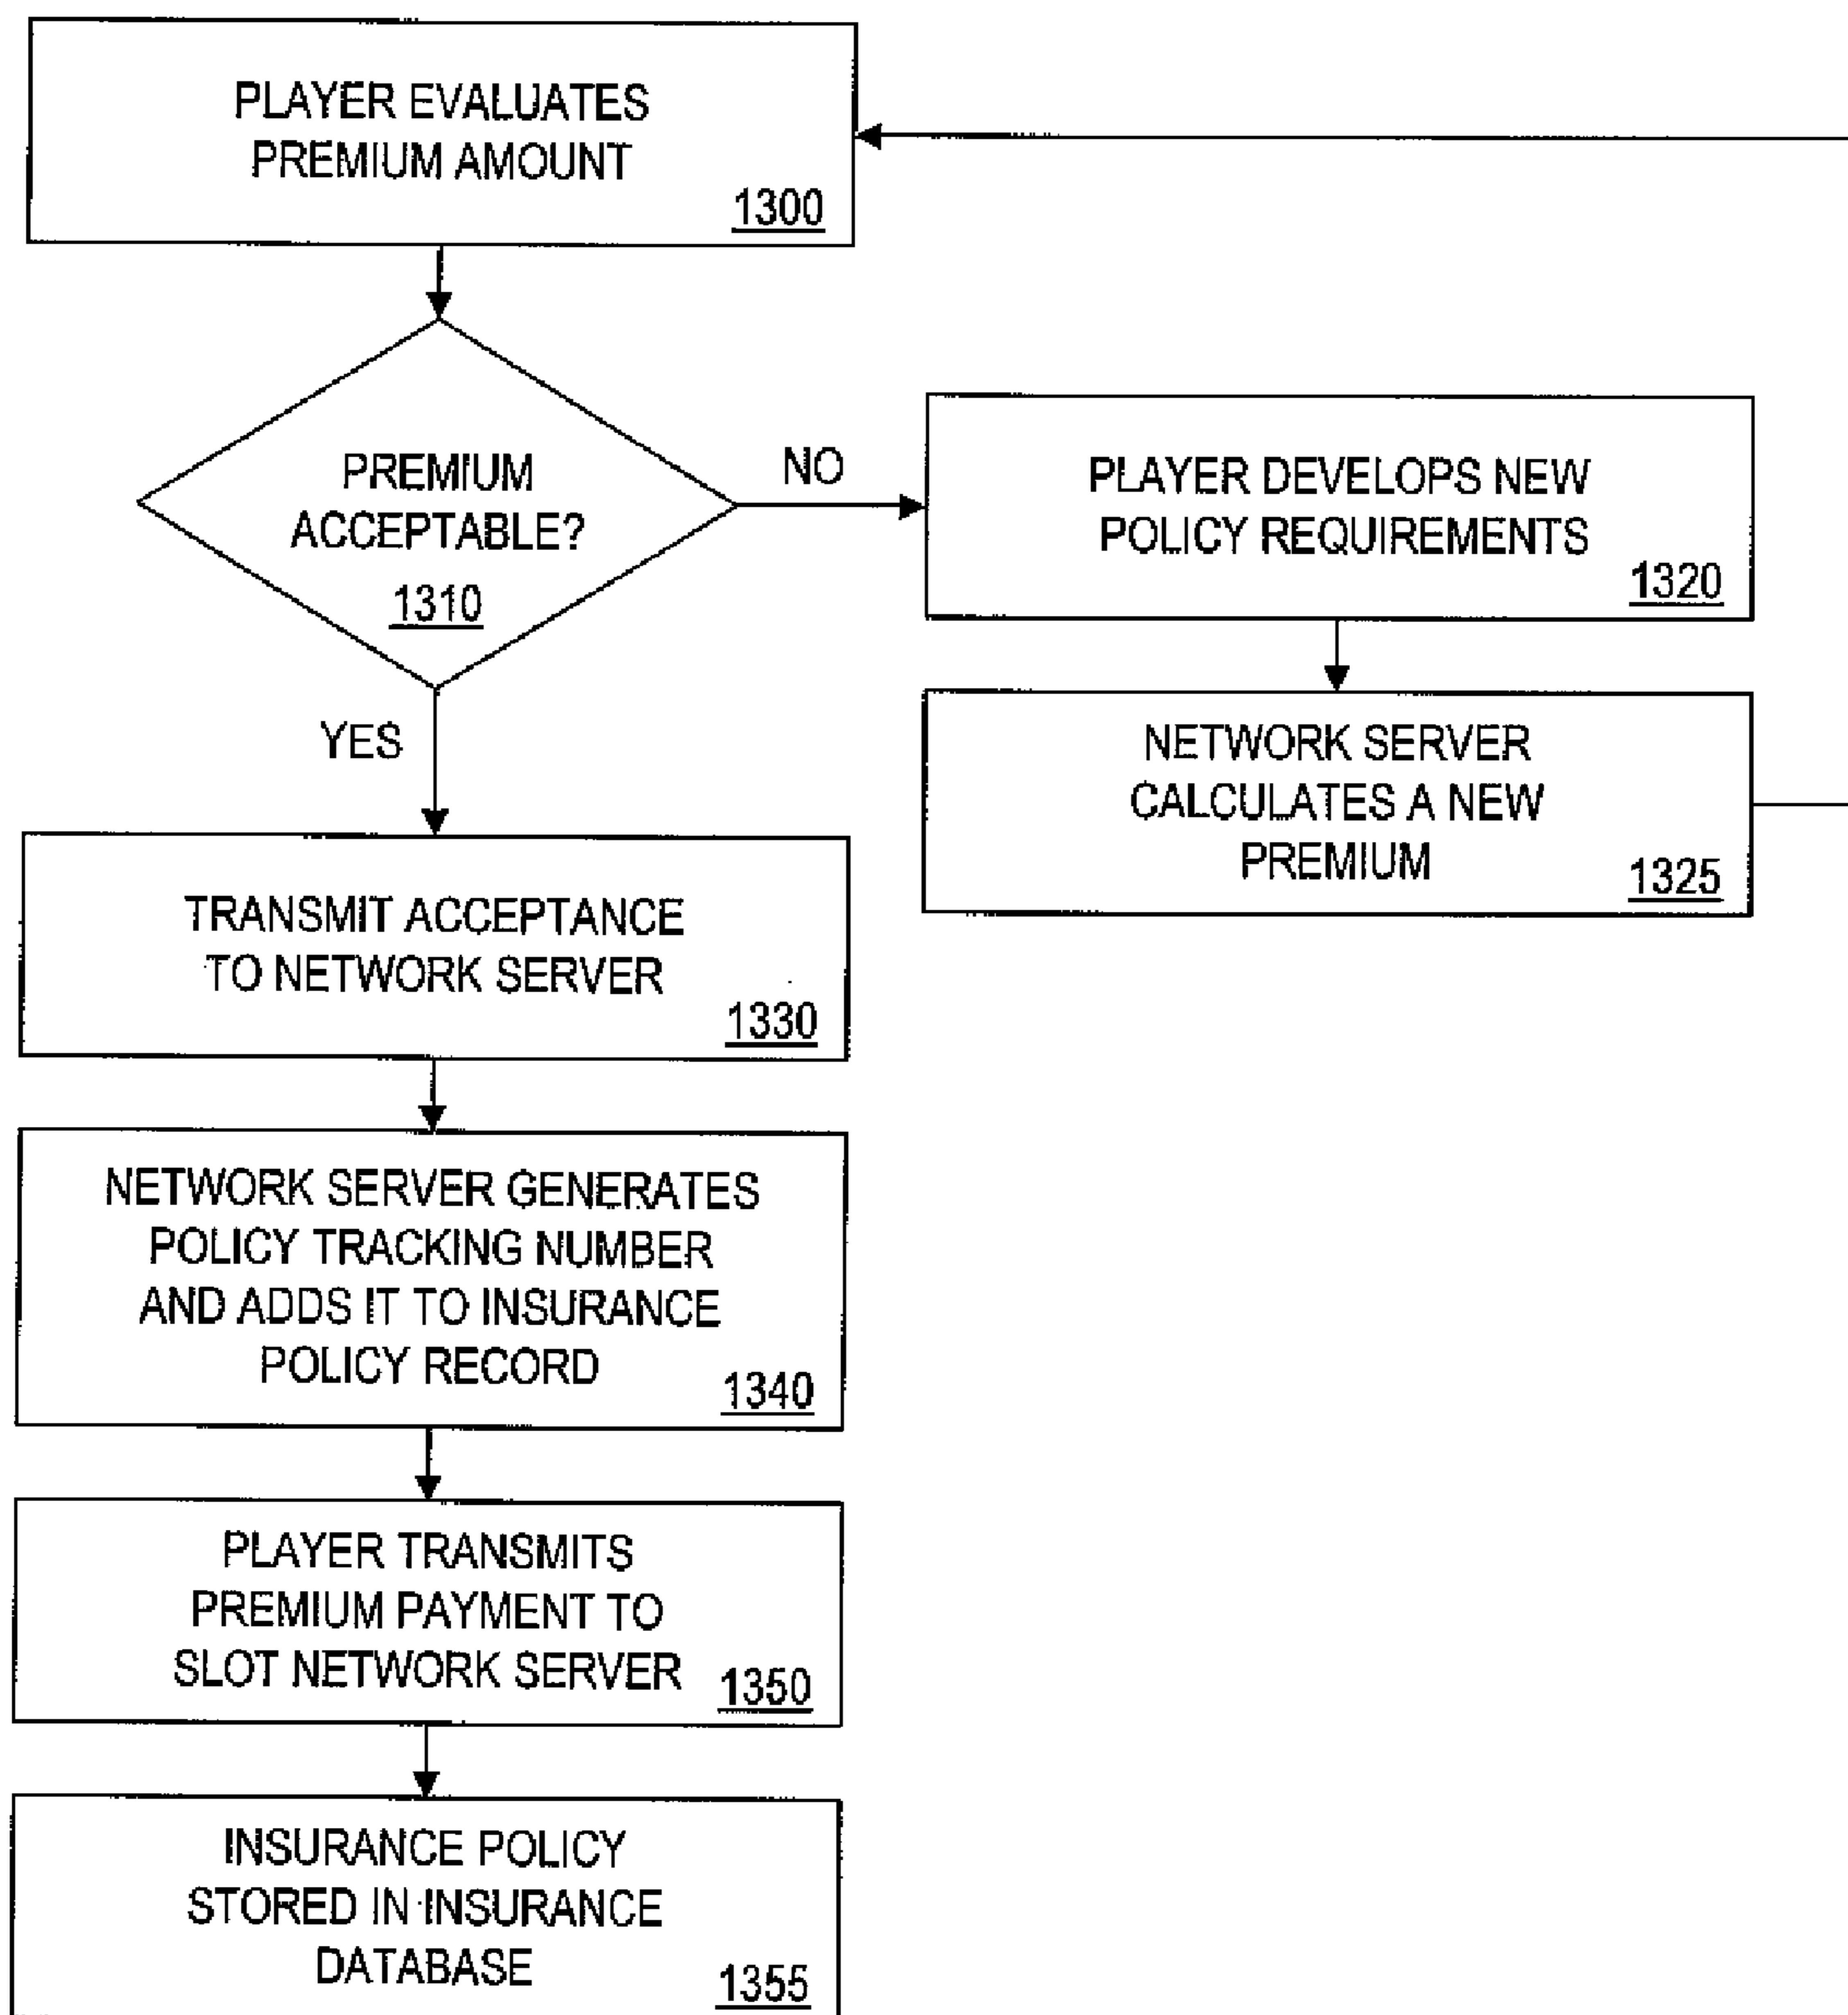 PLAYER EVALUATES
PREMIUM AMOUNT
1300
PREMIUM
ACCEPTABLE?
1310
NO
PLAYER DEVELOPS NEW
POLICY REQUIREMENTS
1320
NETWORK SERVER
CALCULATES A NEW
PREMIUM
1325
YES
TRANSMIT ACCEPTANCE
TO NETWORK SERVER
1330
NETWORK SERVER GENERATES
POLICY TRACKING NUMBER
AND ADDS IT TO INSURANCE
POLICY RECORD
1340
PLAYER TRANSMITS
PREMIUM PAYMENT TO
SLOT NETWORK SERVER
1350
INSURANCE POLICY
STORED IN INSURANCE
DATABASE
1355